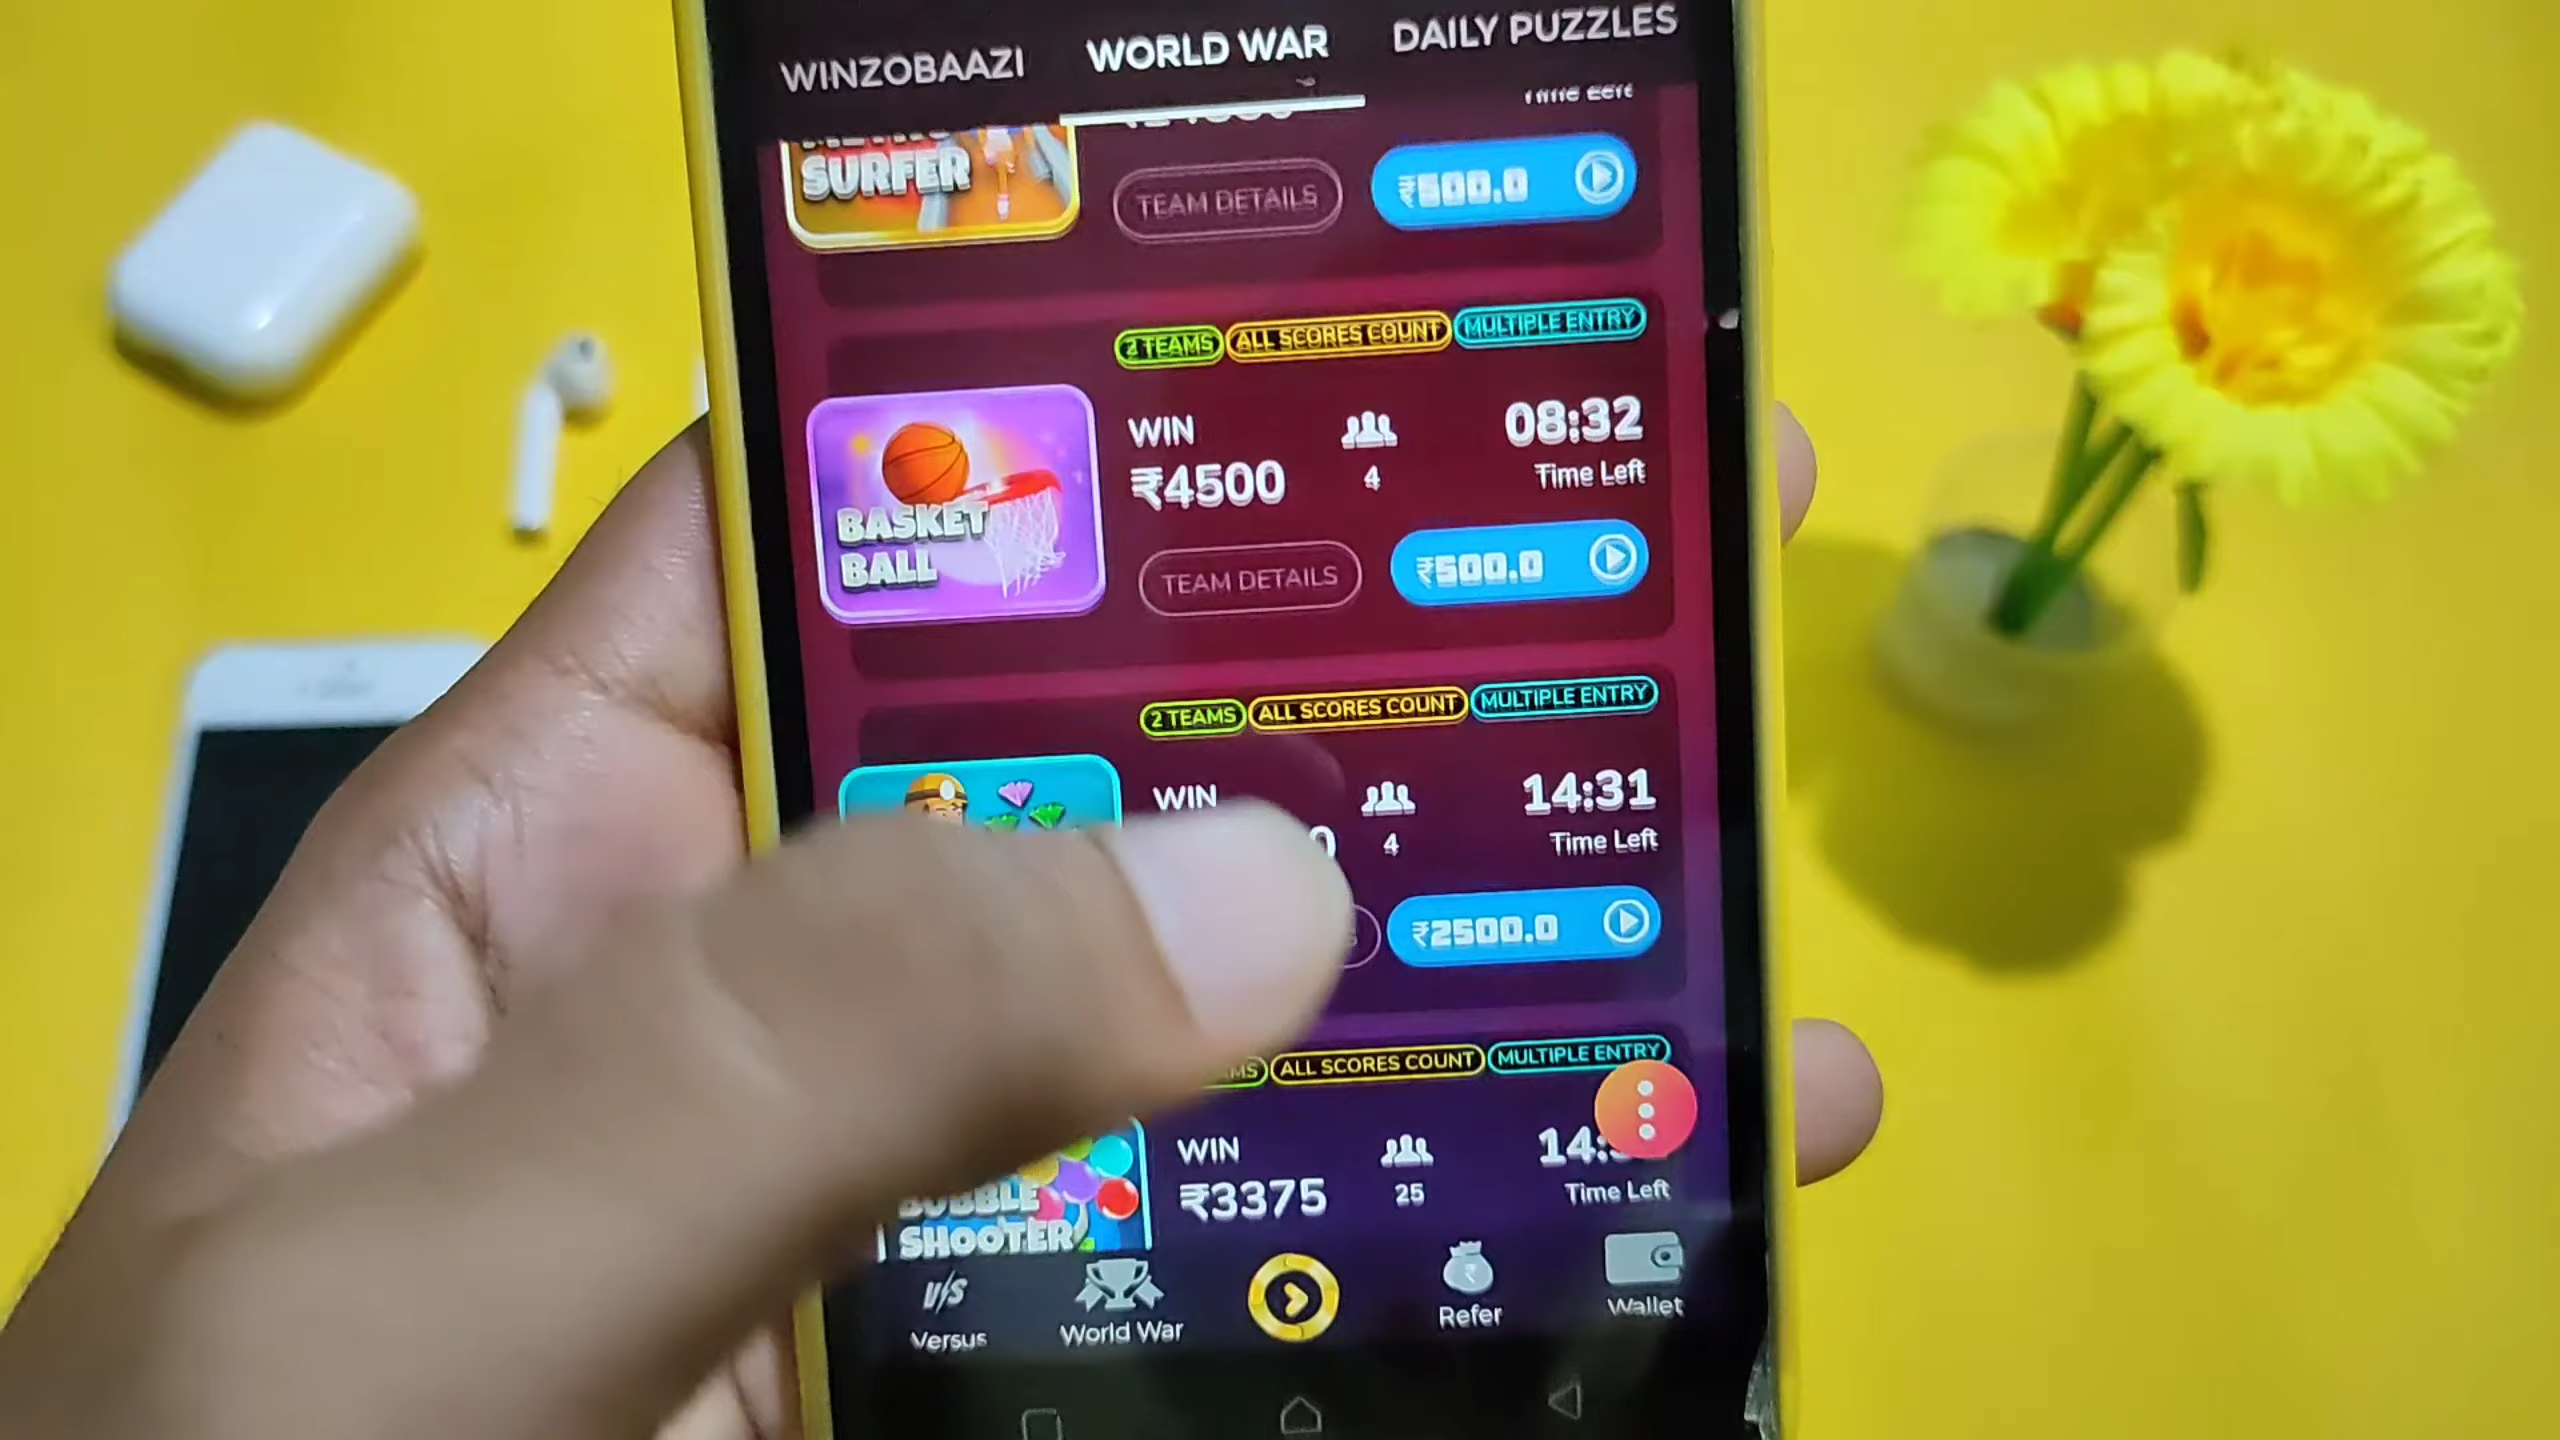 WINZOBAAZI
WORLD WAR
DAILY PUZZLES
Time Left
SURFER
TEAM DETAILS
₹500.0
2 TEAMS
ALL SCORES COUNT
MULTIPLE ENTRY
BASKET
BALL
WIN
₹4500
4
08:32
Time Left
TEAM DETAILS
₹500.0
2 TEAMS
ALL SCORES COUNT
MULTIPLE ENTRY
WIN
4
14:31
Time Left
₹2500.0
ALL SCORES COUNT
MULTIPLE ENTRY
BUBBLE
SHOOTER
WIN
₹3375
25
Time Left
V/S
Versus
World War
Refer
Wallet